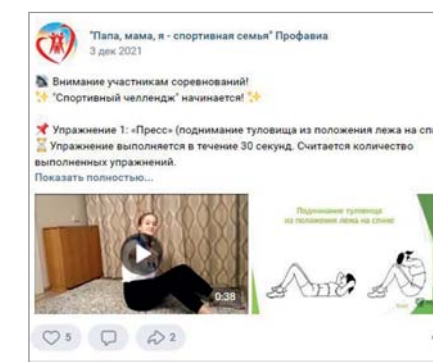 "Папа, мама, я - спортивная семья" Профавиа
3 дек 2021
Внимание участникам соревнований!
"Спортивный челлендж" начинается!
Упражнение 1: «Пресс» (поднимание туловища из положения лежа на
Упражнение выполняется в течение 30 секунд. Считается количество
выполненных упражнений.
Показать полностью...
Поднимание туловища
из положения лежа на спине
0:38
5
2